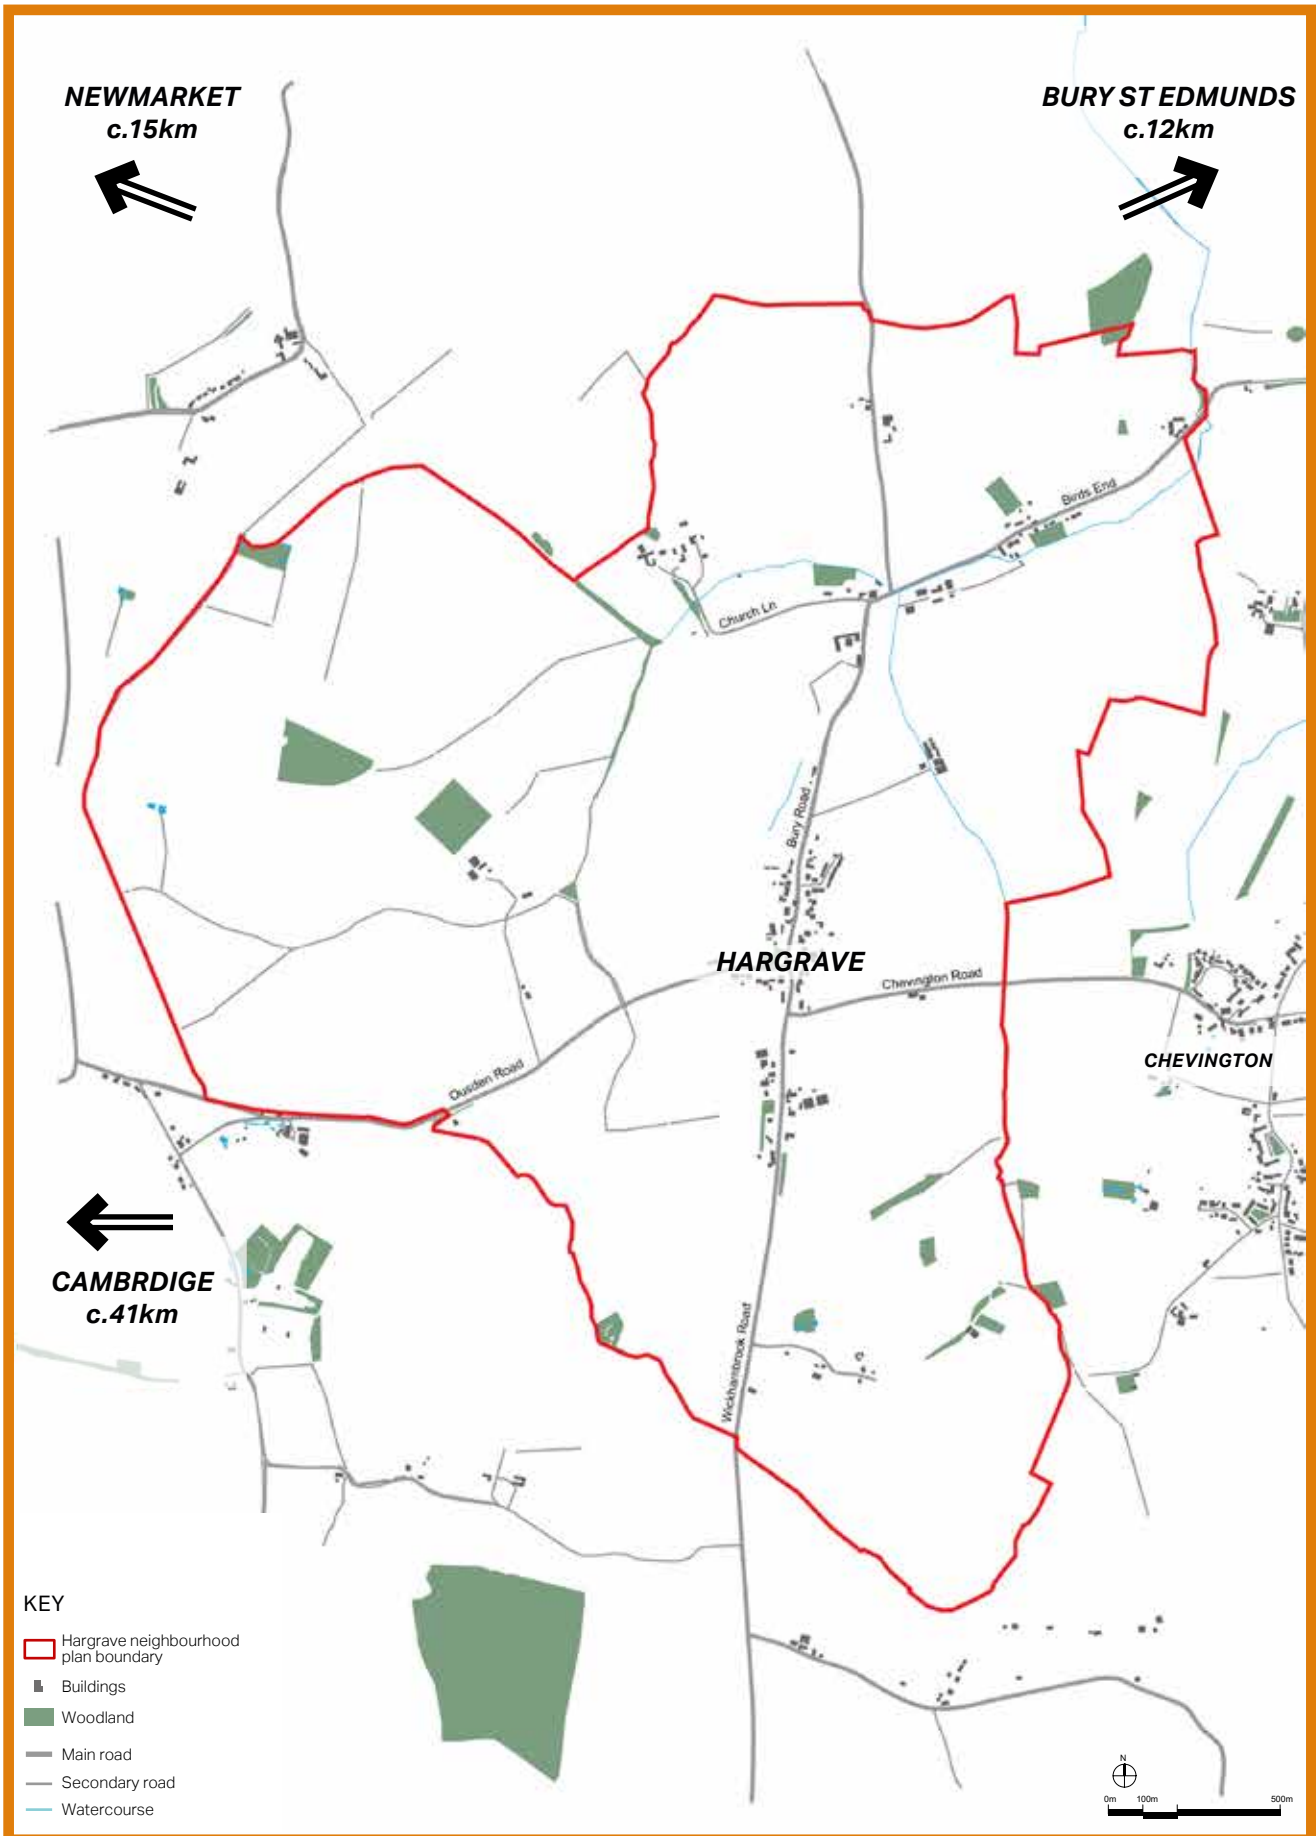 NEWMARKET
c.15km
BURY ST EDMUNDS
c.12km
Birds End
Church Ln
Bury Road
HARGRAVE
Chevington Road
CHEVINGTON
Ousden Road
CAMBRDIGE
c.41km
Wickhambrook Road
KEY
Hargrave neighbourhood
plan boundary
Buildings
Woodland
Main road
Secondary road
Watercourse
N
0m 100m 500m